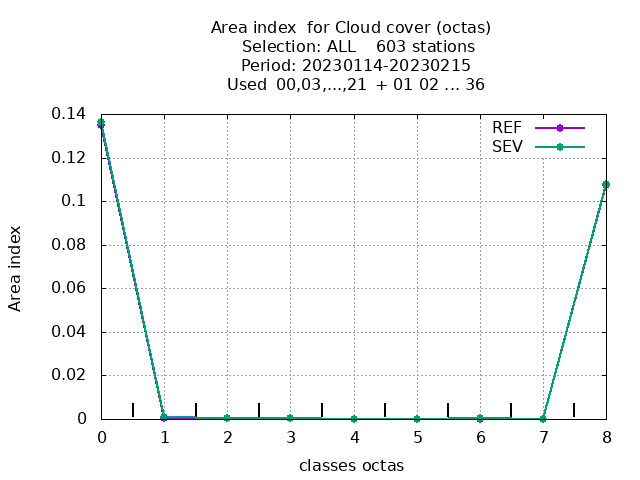 Area index  for Cloud cover (octas)
Selection: ALL    603 stations
Period: 20230114-20230215
Used  00,03,...,21  + 01 02 ... 36
0.14
0.12
0.1
0.08
0.06
0.04
0.02
0
Area index
REF
SEV
0 1 2 3 4 5 6 7 8
classes octas